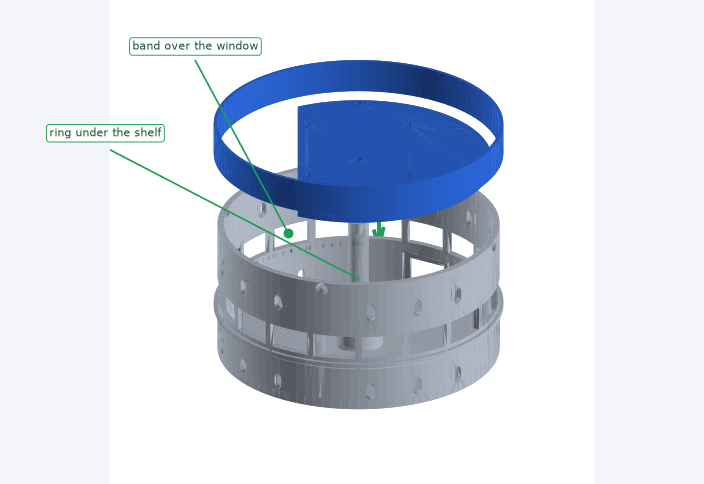 band over the window
ring under the shelf